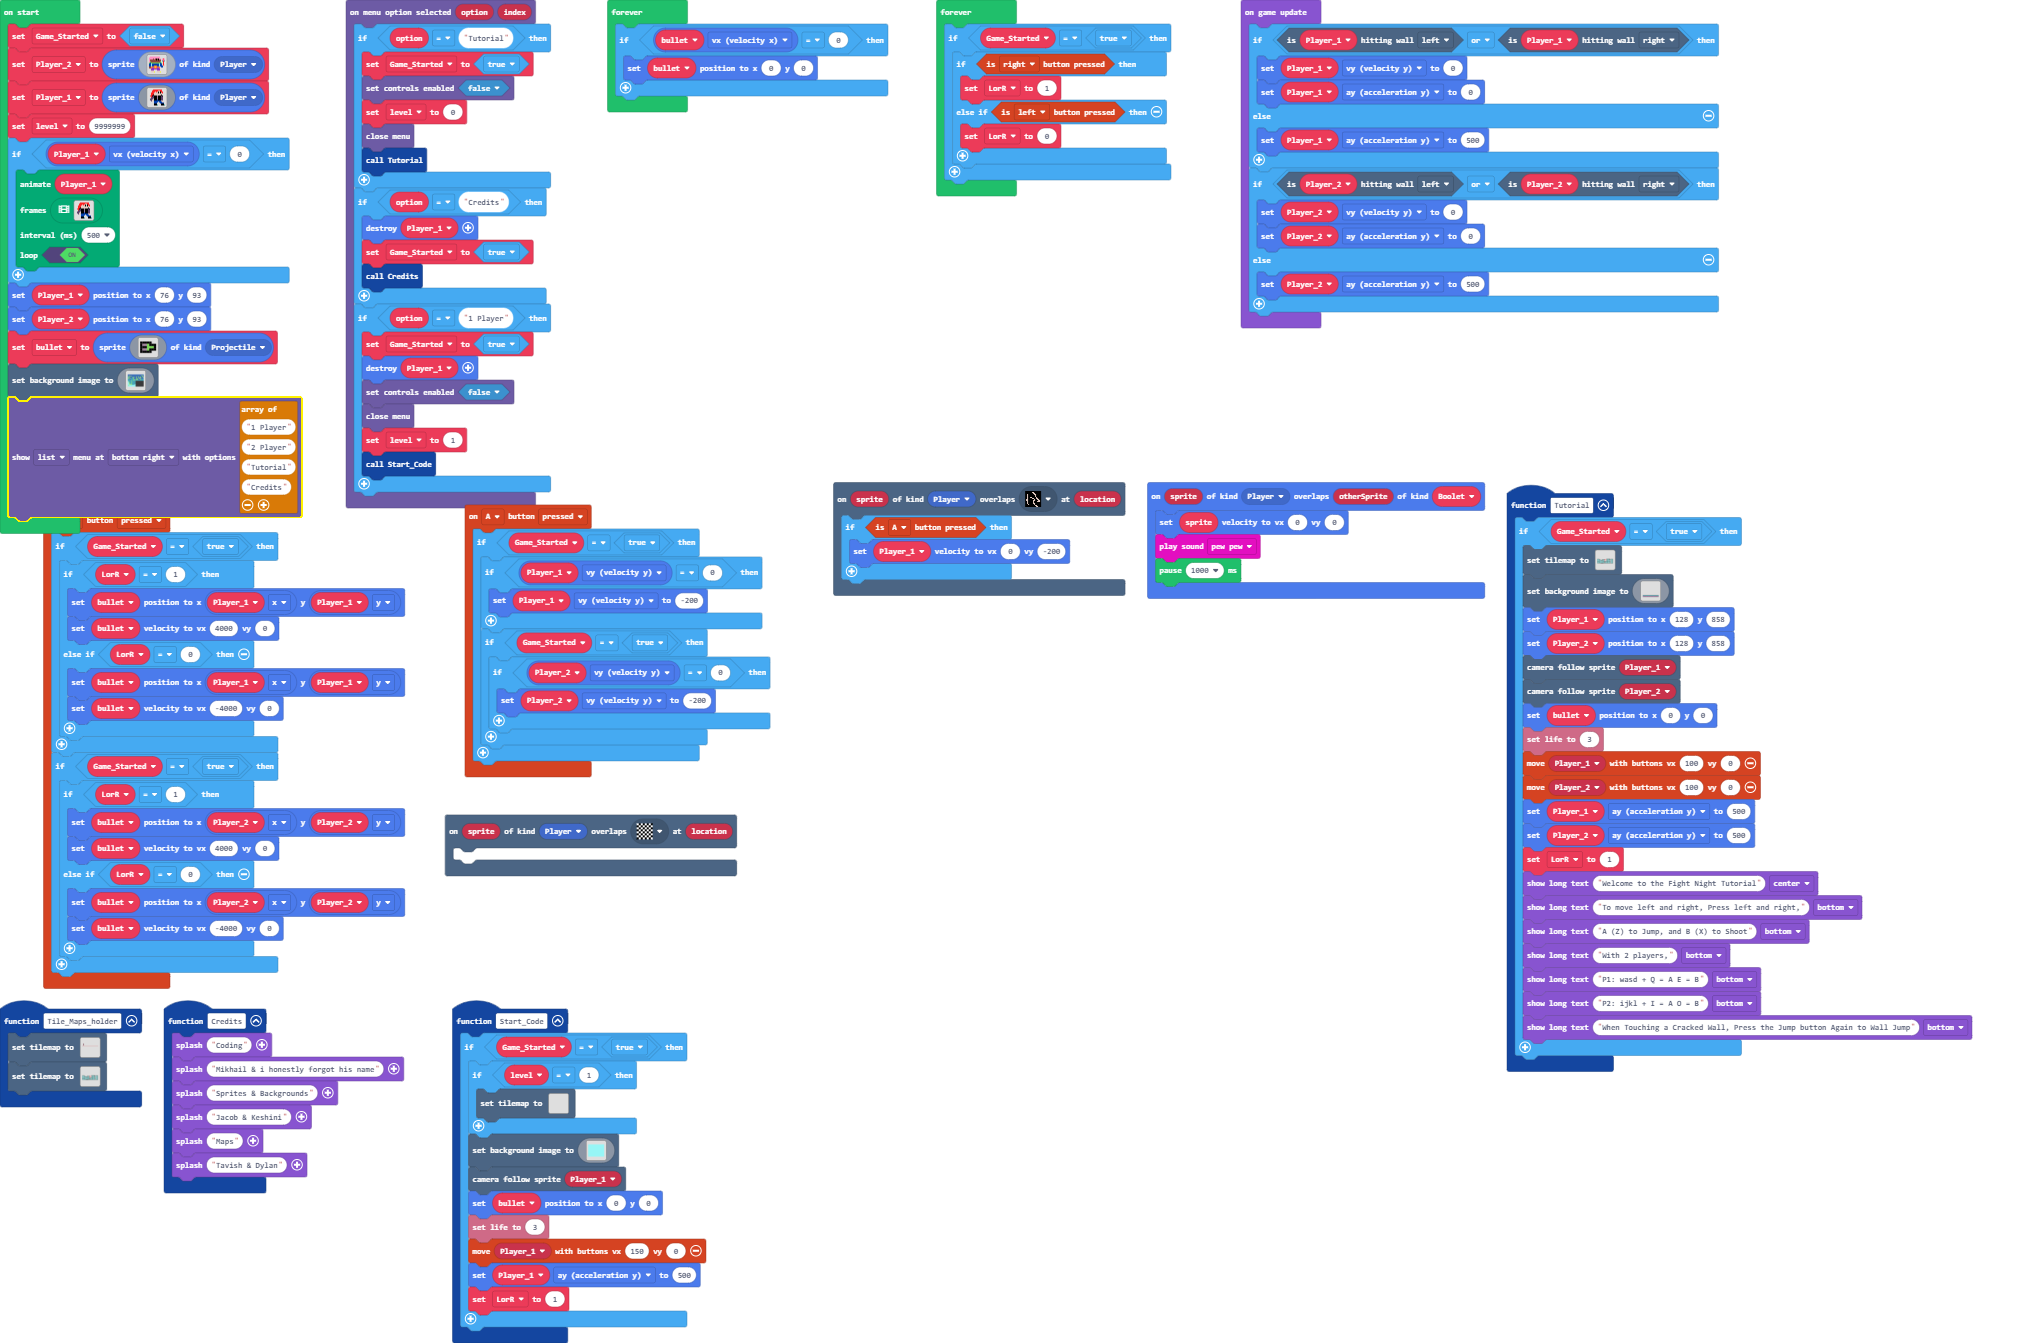 on start
set Game_Started to false
set Player_2 to sprite of kind Player
set Player_1 to sprite of kind Player
set level to 9999999
if Player_1 vx (velocity x) = 0 then
animate Player_1
frames
interval (ms) 500
loop ON
set Player_1 position to x 76 y 93
set Player_2 position to x 76 y 93
set bullet to sprite of kind Projectile
set background image to
show list menu at bottom right with options
array of
"1 Player"
"2 Player"
"Tutorial"
"Credits"
button pressed
if Game_Started = true then
if LorR = 1 then
set bullet position to x Player_1 x y Player_1 y
set bullet velocity to vx 4000 vy 0
else if LorR = 0 then
set bullet position to x Player_1 x y Player_1 y
set bullet velocity to vx -4000 vy 0
if Game_Started = true then
if LorR = 1 then
set bullet position to x Player_2 x y Player_2 y
set bullet velocity to vx 4000 vy 0
else if LorR = 0 then
set bullet position to x Player_2 x y Player_2 y
set bullet velocity to vx -4000 vy 0
on menu option selected option index
if option = "Tutorial" then
set Game_Started to true
set controls enabled false
set level to 0
close menu
call Tutorial
if option = "Credits" then
destroy Player_1
set Game_Started to true
call Credits
if option = "1 Player" then
set Game_Started to true
destroy Player_1
set controls enabled false
close menu
set level to 1
call Start_Code
on A button pressed
if Game_Started = true then
if Player_1 vy (velocity y) = 0 then
set Player_1 vy (velocity y) to -200
if Game_Started = true then
if Player_2 vy (velocity y) = 0 then
set Player_2 vy (velocity y) to -200
on sprite of kind Player overlaps at location
forever
if bullet vx (velocity x) = 0 then
set bullet position to x 0 y 0
forever
if Game_Started = true then
if is right button pressed then
set LorR to 1
else if is left button pressed then
set LorR to 0
on game update
if is Player_1 hitting wall left or is Player_1 hitting wall right then
set Player_1 vy (velocity y) to 0
set Player_1 ay (acceleration y) to 0
else
set Player_1 ay (acceleration y) to 500
if is Player_2 hitting wall left or is Player_2 hitting wall right then
set Player_2 vy (velocity y) to 0
set Player_2 ay (acceleration y) to 0
else
set Player_2 ay (acceleration y) to 500
on sprite of kind Player overlaps at location
if is A button pressed then
set Player_1 velocity to vx 0 vy -200
on sprite of kind Player overlaps otherSprite of kind Boolet
set sprite velocity to vx 0 vy 0
play sound pew pew
pause 1000 ms
function Tutorial
if Game_Started = true then
set tilemap to
set background image to
set Player_1 position to x 128 y 858
set Player_2 position to x 128 y 858
camera follow sprite Player_1
camera follow sprite Player_2
set bullet position to x 0 y 0
set life to 3
move Player_1 with buttons vx 100 vy 0
move Player_2 with buttons vx 100 vy 0
set Player_1 ay (acceleration y) to 500
set Player_2 ay (acceleration y) to 500
set LorR to 1
show long text "Welcome to the Fight Night Tutorial" center
show long text "To move left and right, Press left and right," bottom
show long text "A (Z) to Jump, and B (X) to Shoot" bottom
show long text "With 2 players," bottom
show long text "P1: wasd + Q = A E = B" bottom
show long text "P2: ijkl + I = A O = B" bottom
show long text "When Touching a Cracked Wall, Press the Jump button Again to Wall Jump" bottom
function Tile_Maps_holder
set tilemap to
set tilemap to
function Credits
splash "Coding"
splash "Mikhail & i honestly forgot his name"
splash "Sprites & Backgrounds"
splash "Jacob & Keshini"
splash "Maps"
splash "Tavish & Dylan"
function Start_Code
if Game_Started = true then
if level = 1 then
set tilemap to
set background image to
camera follow sprite Player_1
set bullet position to x 0 y 0
set life to 3
move Player_1 with buttons vx 150 vy 0
set Player_1 ay (acceleration y) to 500
set LorR to 1